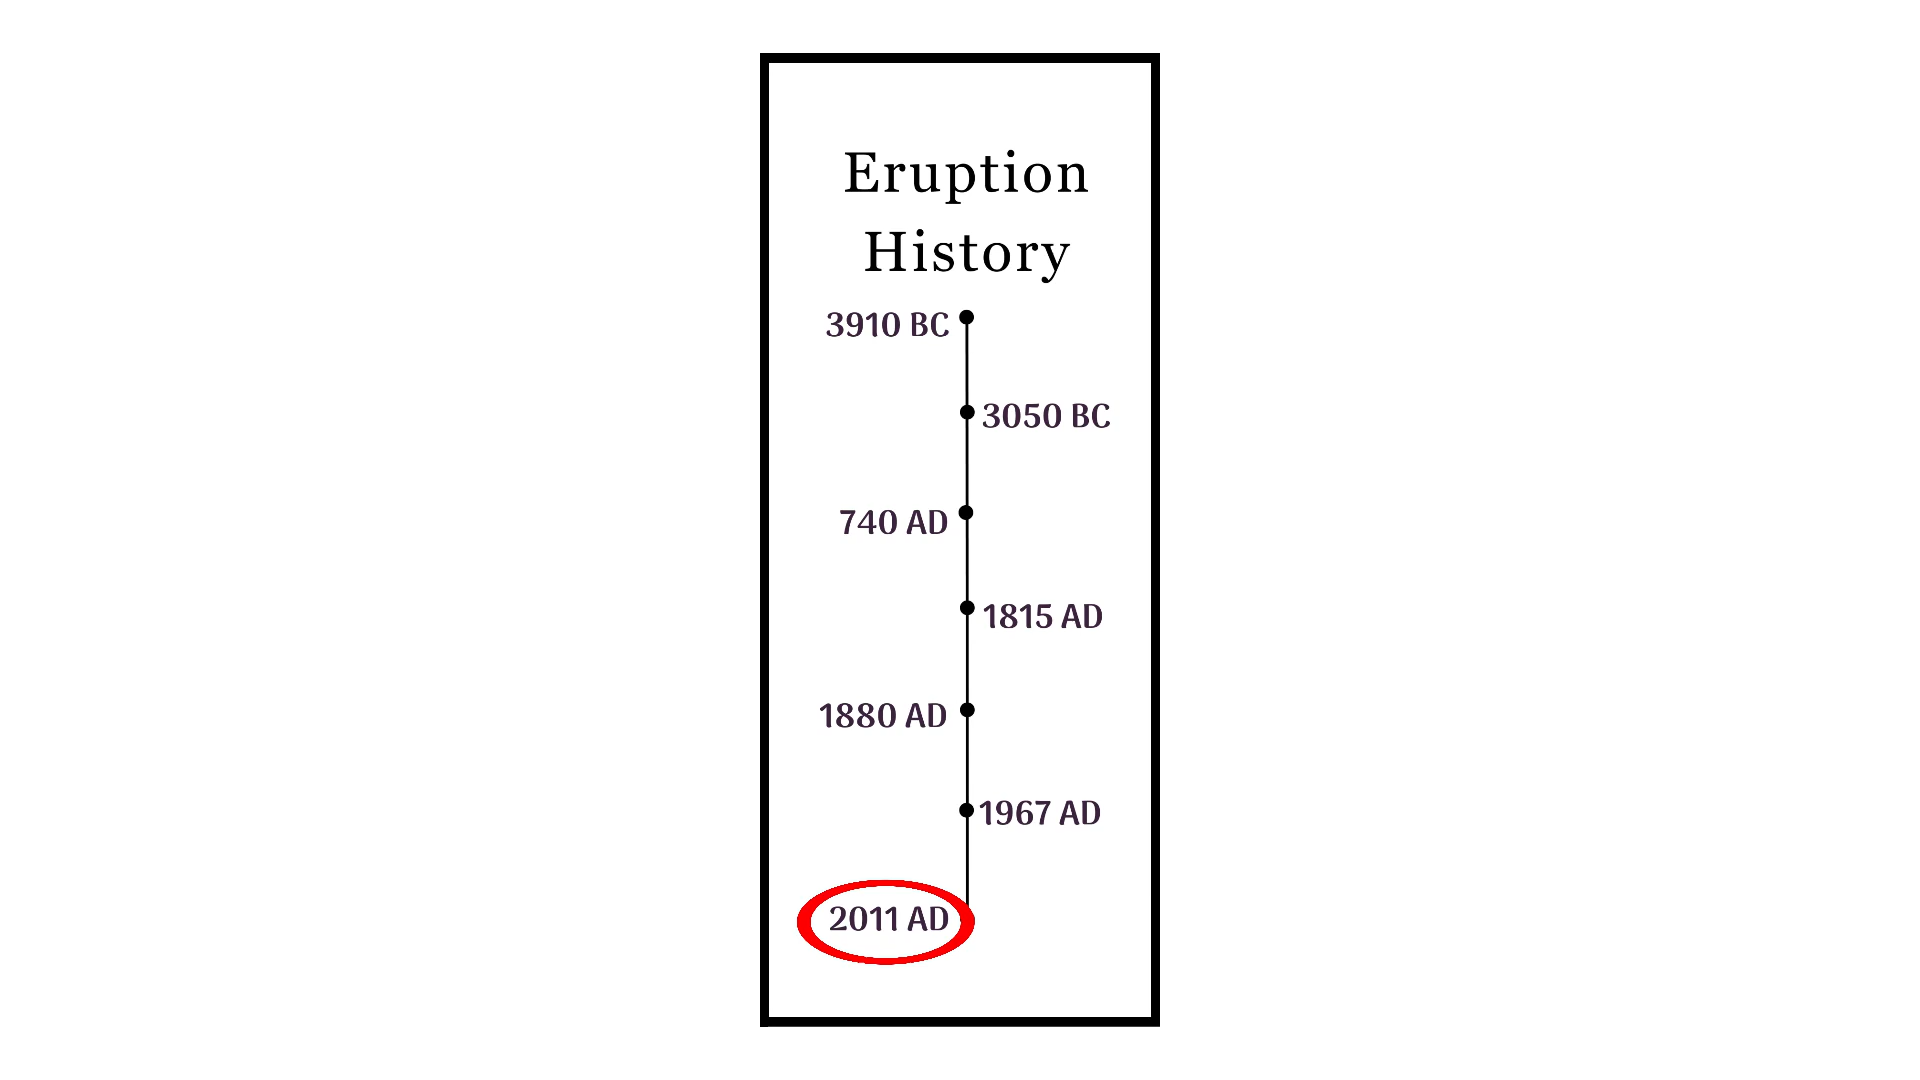 Eruption
History
3910 BC
3050 BC
740 AD
1815 AD
1880 AD
1967 AD
2011 AD